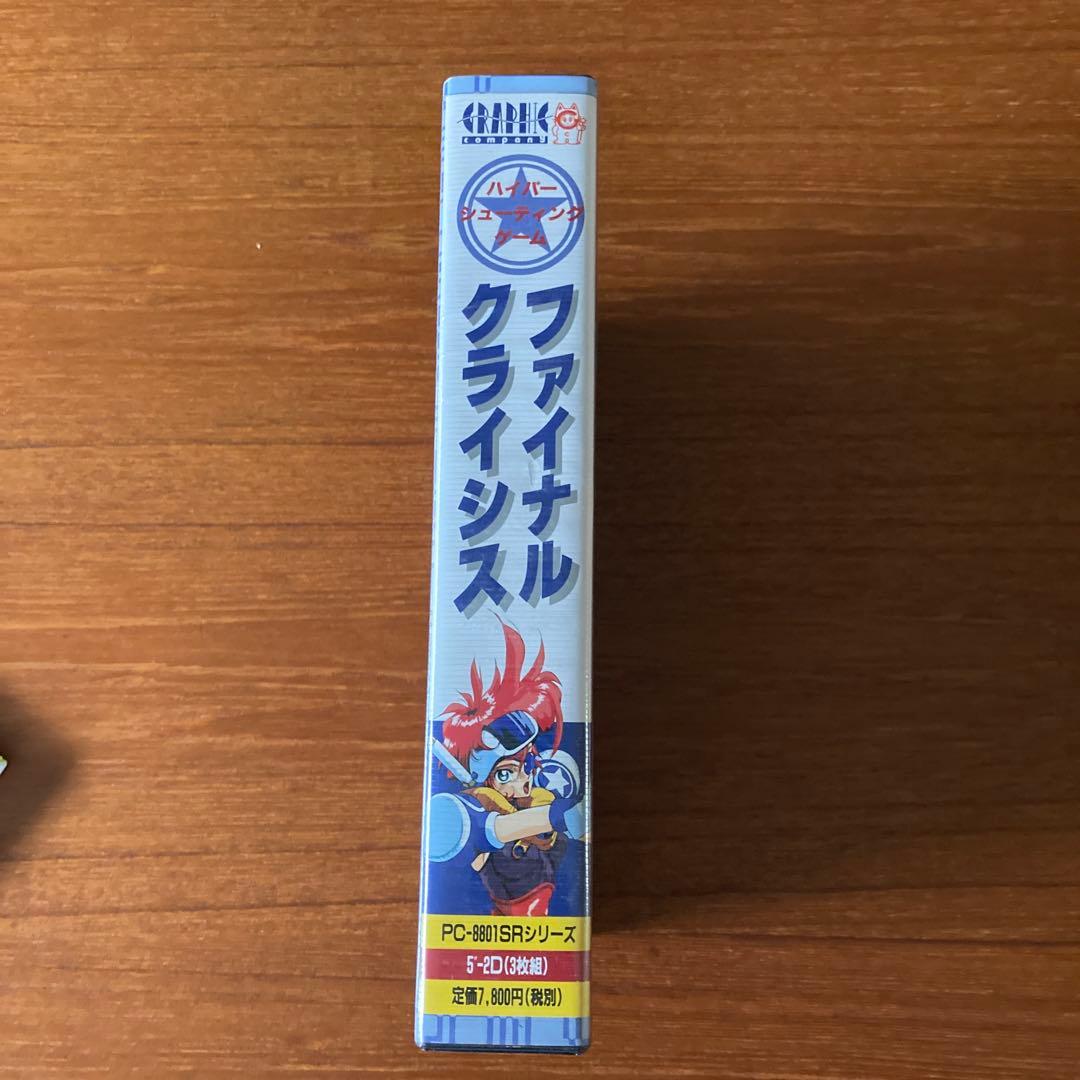 GRAPHIC
company
ハイパー
シューティング
ゲーム
ファイナル
クライシス
PC-8801SRシリーズ
5"-2D(3枚組)
定価7,800円(税別)